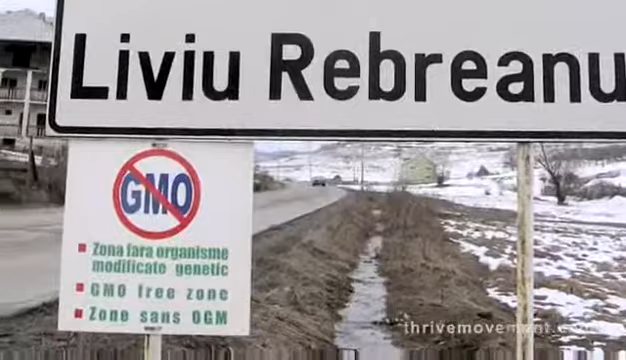 Liviu Rebreanu
GMO
Zona fara organisme
modificate genetic
GMO free zone
Zone sans OGM
thrivemovement.com